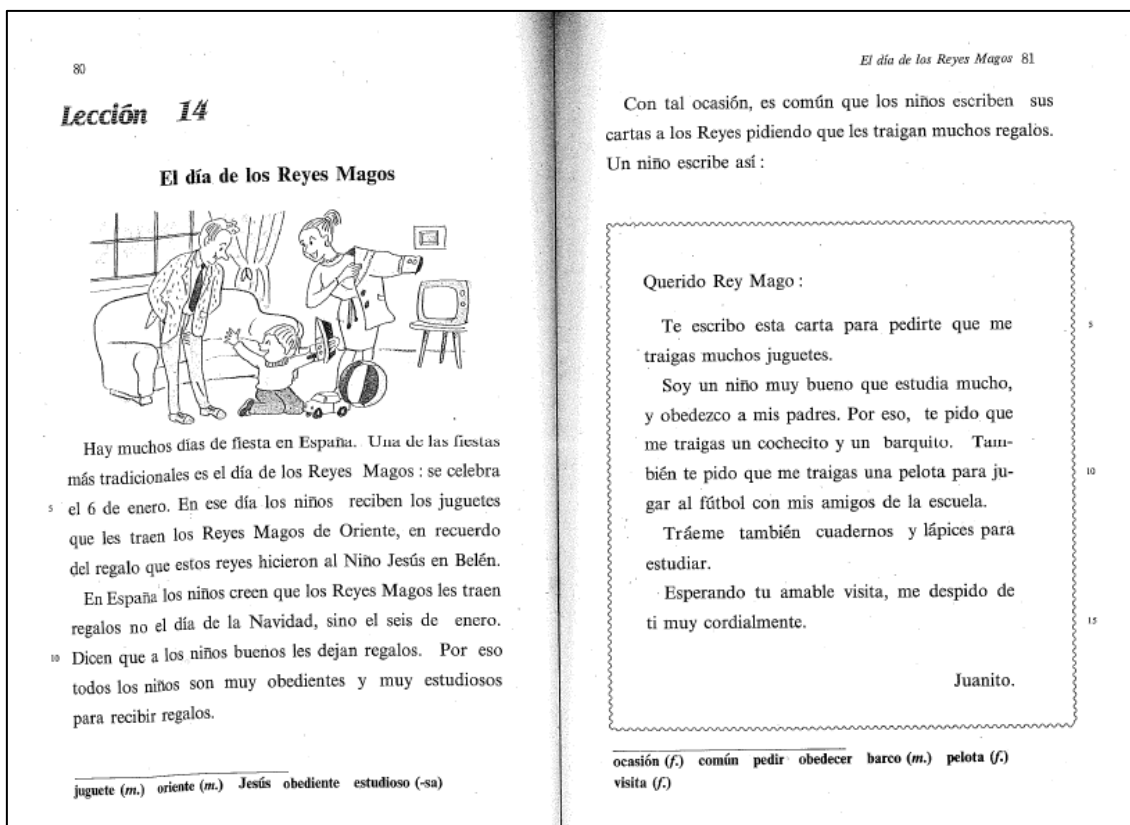 80
Lección 14
El día de los Reyes Magos
Hay muchos días de fiesta en España. Una de las fiestas
más tradicionales es el día de los Reyes Magos : se celebra
5 el 6 de enero. En ese día los niños reciben los juguetes
que les traen los Reyes Magos de Oriente, en recuerdo
del regalo que estos reyes hicieron al Niño Jesús en Belén.
En España los niños creen que los Reyes Magos les traen
regalos no el día de la Navidad, sino el seis de enero.
10 Dicen que a los niños buenos les dejan regalos. Por eso
todos los niños son muy obedientes y muy estudiosos
para recibir regalos.
juguete (m.) oriente (m.) Jesús obediente estudioso (-sa)
El día de los Reyes Magos 81
Con tal ocasión, es común que los niños escriben sus
cartas a los Reyes pidiendo que les traigan muchos regalos.
Un niño escribe así :
Querido Rey Mago :
Te escribo esta carta para pedirte que me 5
traigas muchos juguetes.
Soy un niño muy bueno que estudia mucho,
y obedezco a mis padres. Por eso, te pido que
me traigas un cochecito y un barquito. Tam-
bién te pido que me traigas una pelota para ju- 10
gar al fútbol con mis amigos de la escuela.
Tráeme también cuadernos y lápices para
estudiar.
Esperando tu amable visita, me despido de
ti muy cordialmente. 15
Juanito.
ocasión (f.) común pedir obedecer barco (m.) pelota (f.)
visita (f.)